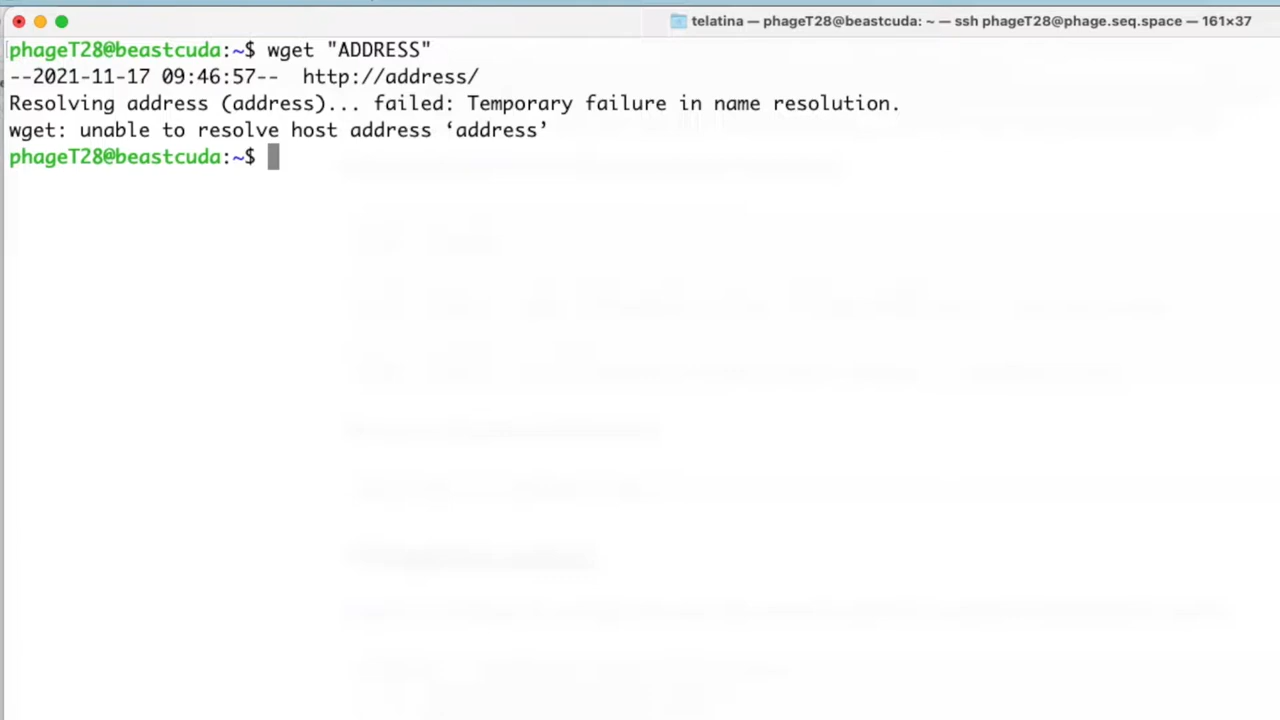 telatina — phageT28@beastcuda: ~ — ssh phageT28@phage.seq.space — 161×37
phageT28@beastcuda:~$ wget "ADDRESS"
--2021-11-17 09:46:57--  http://address/
Resolving address (address)... failed: Temporary failure in name resolution.
wget: unable to resolve host address ‘address’
phageT28@beastcuda:~$